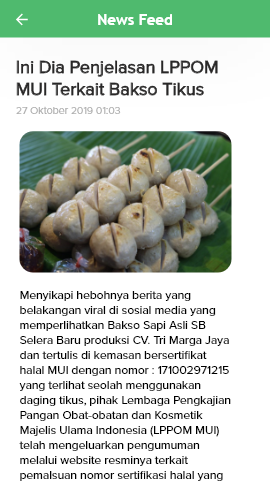 News Feed
Ini Dia Penjelasan LPPOM
MUI Terkait Bakso Tikus
27 Oktober 2019 01:03
Menyikapi hebohnya berita yang
belakangan viral di sosial media yang
memperlihatkan Bakso Sapi Asli SB
Selera Baru produksi CV. Tri Marga Jaya
dan tertulis di kemasan bersertifikat
halal MUI dengan nomor : 171002971215
yang terlihat seolah menggunakan
daging tikus, pihak Lembaga Pengkajian
Pangan Obat-obatan dan Kosmetik
Majelis Ulama Indonesia (LPPOM MUI)
telah mengeluarkan pengumuman
melalui website resminya terkait
pemalsuan nomor sertifikasi halal yang